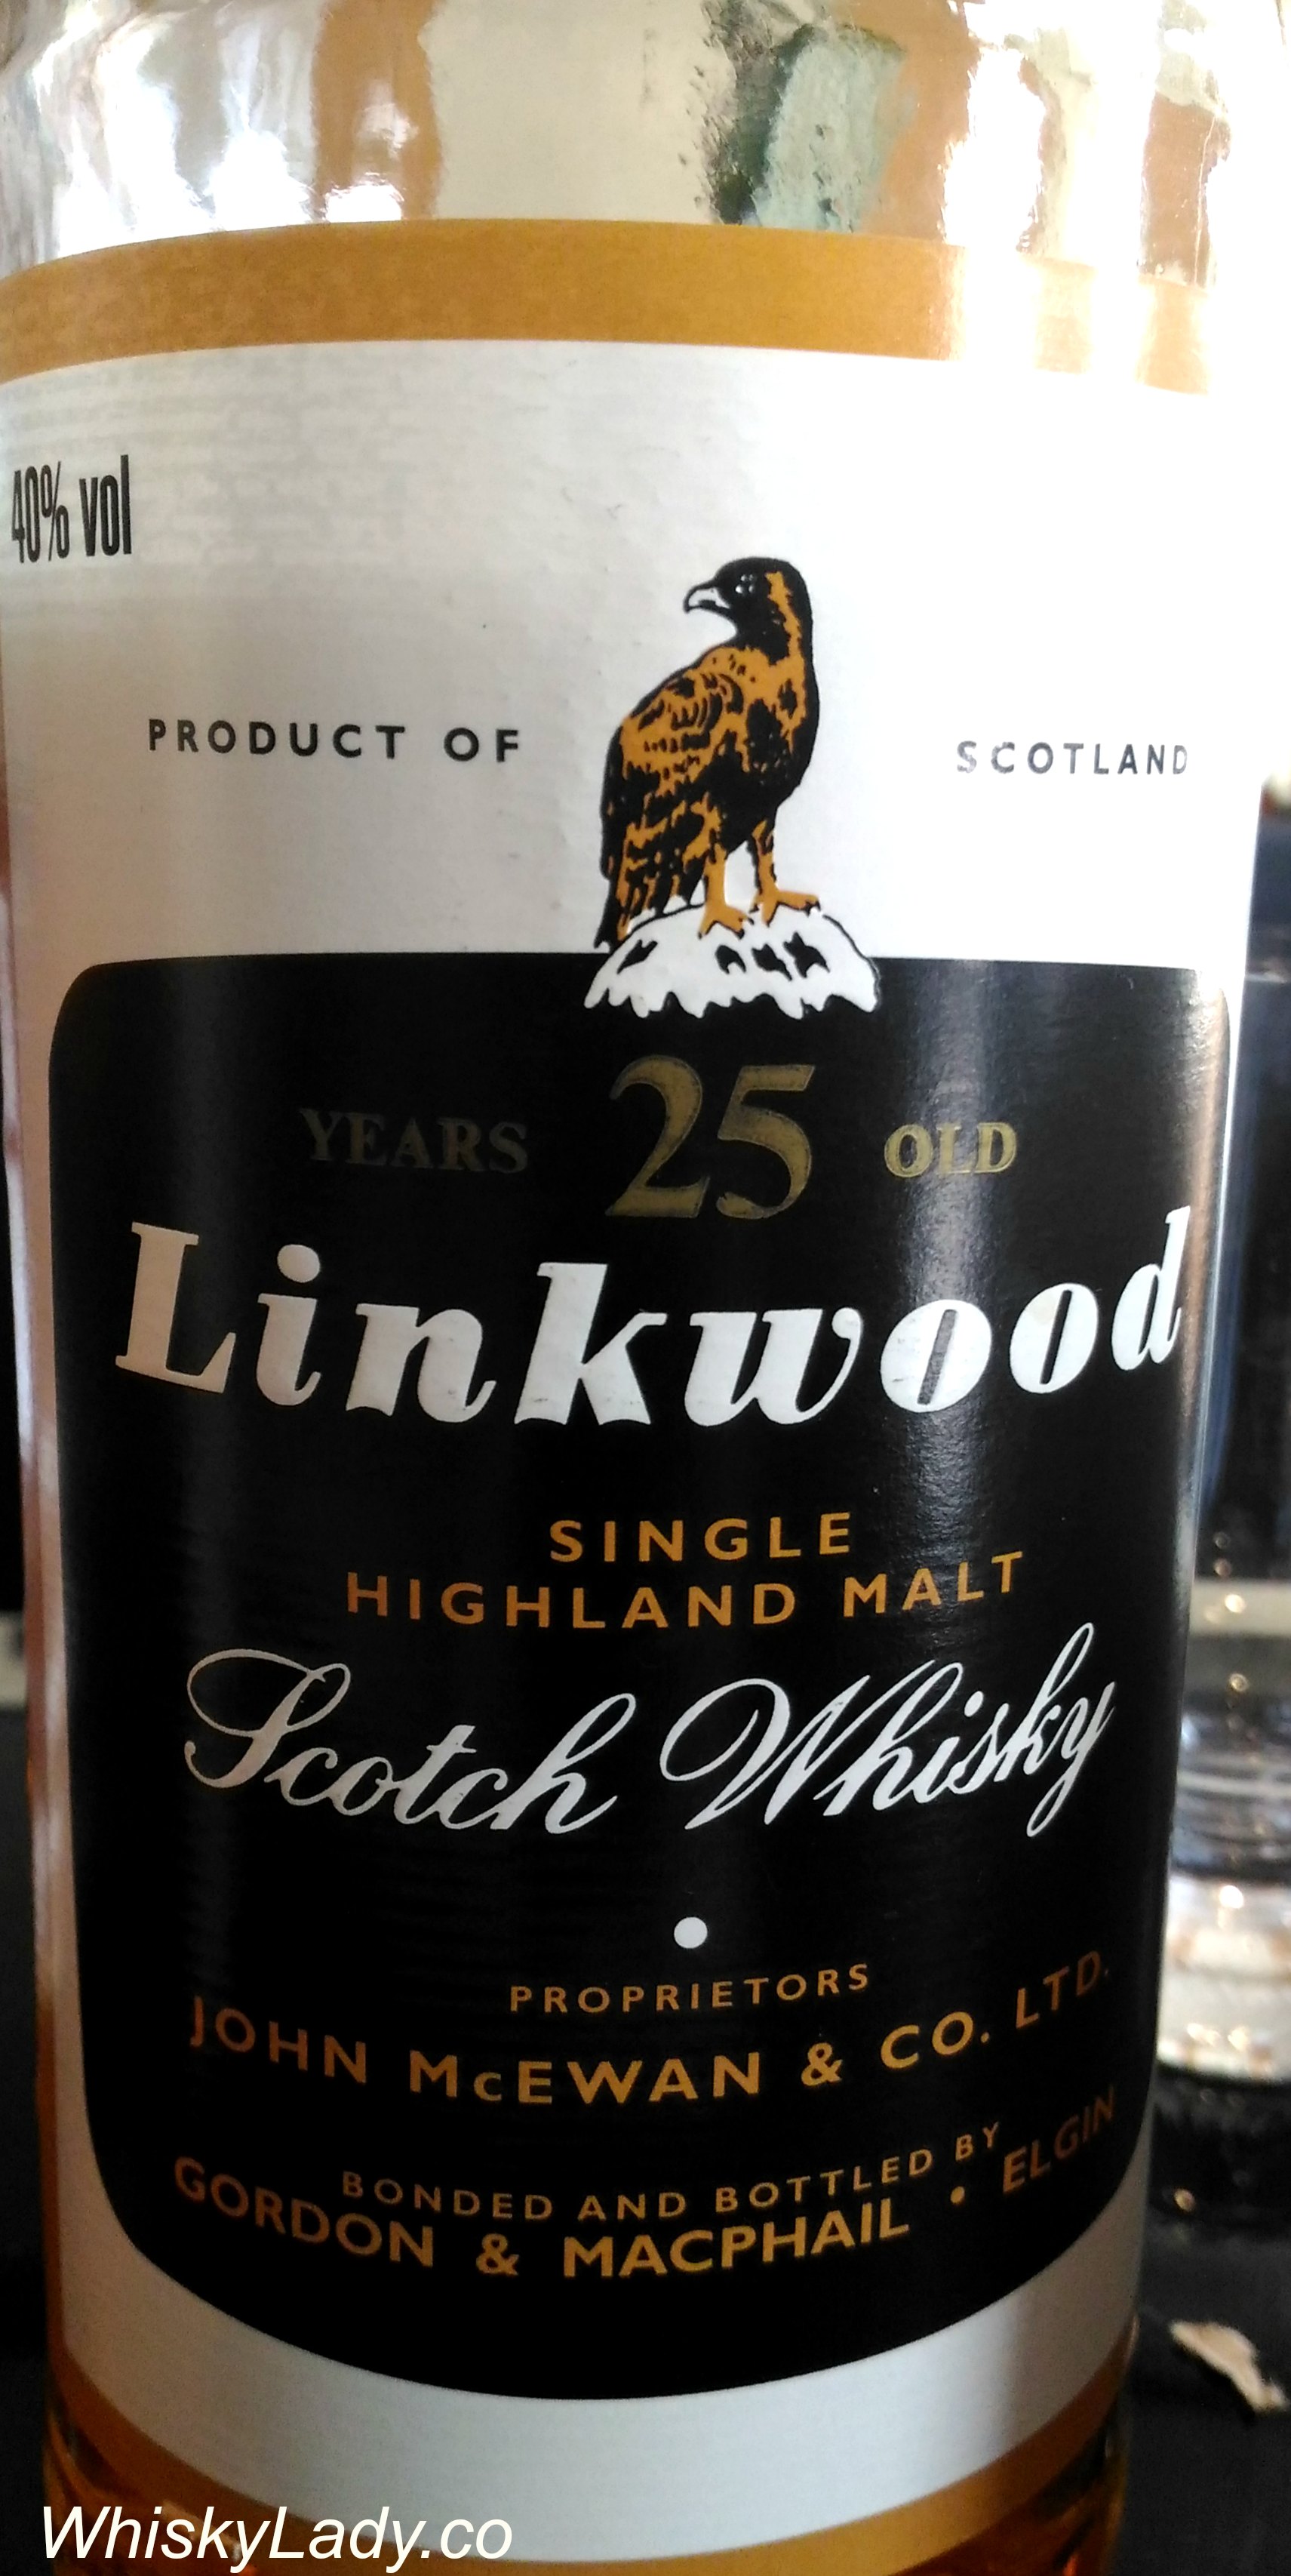 40% vol
PRODUCT OF SCOTLAND
YEARS 25 OLD
Linkwood
SINGLE
HIGHLAND MALT
Scotch Whisky
PROPRIETORS
JOHN McEWAN & CO. LTD.
BONDED AND BOTTLED BY
GORDON & MACPHAIL • ELGIN
WhiskyLady.co